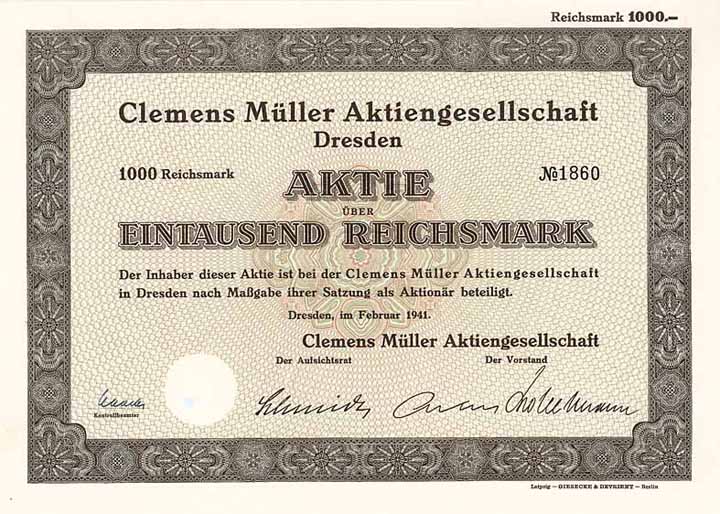 Reichsmark 1000.—
Clemens Müller Aktiengesellschaft
Dresden
1000 Reichsmark
AKTIE
№1860
ÜBER
EINTAUSEND REICHSMARK
Der Inhaber dieser Aktie ist bei der Clemens Müller Aktiengesellschaft
in Dresden nach Maßgabe ihrer Satzung als Aktionär beteiligt.
Dresden, im Februar 1941.
Clemens Müller Aktiengesellschaft
Der Aufsichtsrat
Der Vorstand
Schmidt
Kontrollbeamter
Leipzig — GIESECKE & DEVRIENT — Berlin